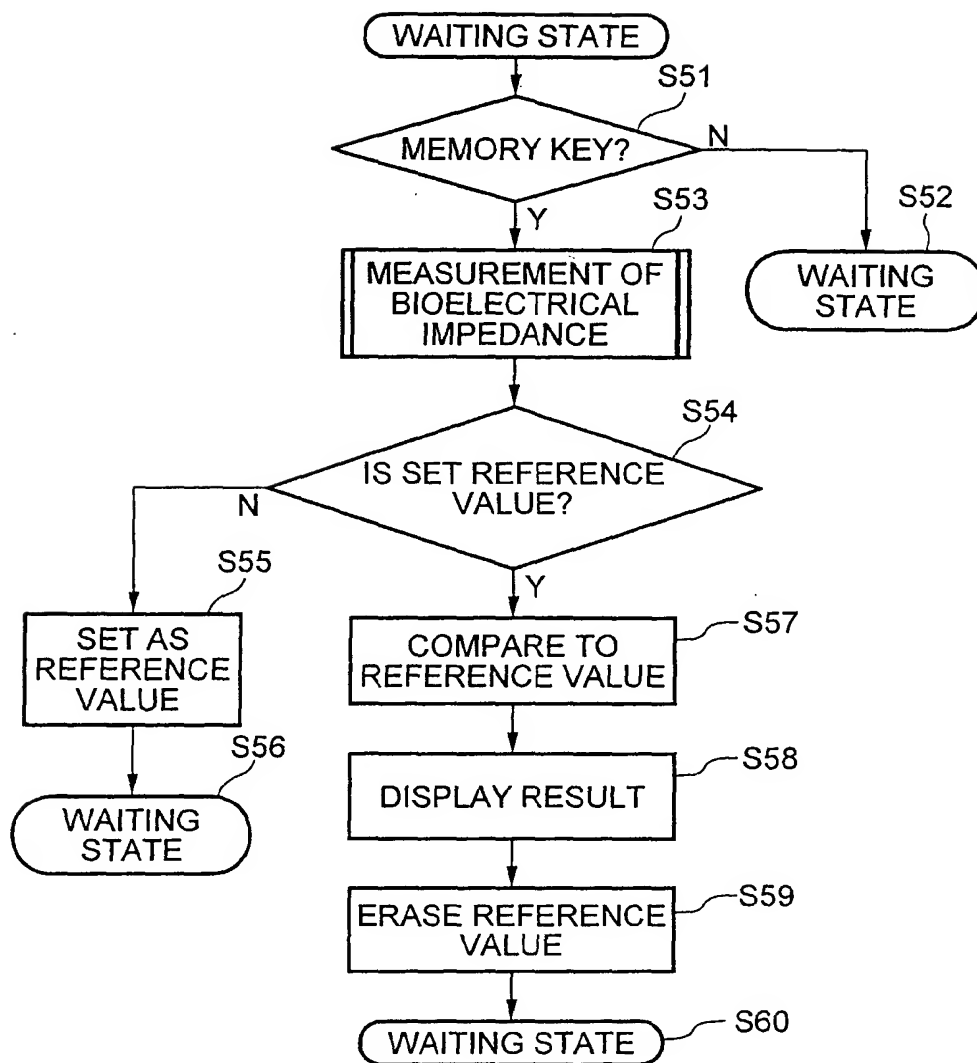 WAITING STATE
S51
MEMORY KEY?
N
Y
S53
S52
MEASUREMENT OF
BIOELECTRICAL
IMPEDANCE
WAITING
STATE
S54
IS SET REFERENCE
VALUE?
N
Y
S55
SET AS
REFERENCE
VALUE
S57
COMPARE TO
REFERENCE VALUE
S56
WAITING
STATE
S58
DISPLAY RESULT
S59
ERASE REFERENCE
VALUE
S60
WAITING STATE